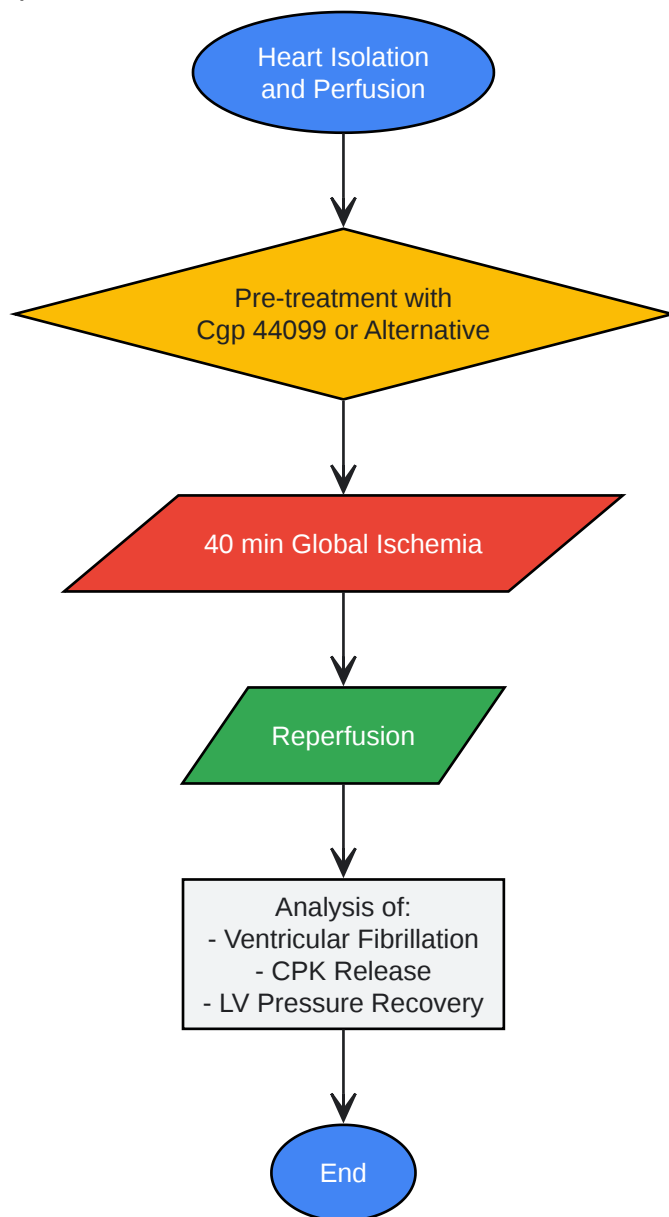 Heart Isolation
and Perfusion
Pre-treatment with
Cgp 44099 or Alternative
40 min Global Ischemia
Reperfusion
Analysis of:
- Ventricular Fibrillation
- CPK Release
- LV Pressure Recovery
End